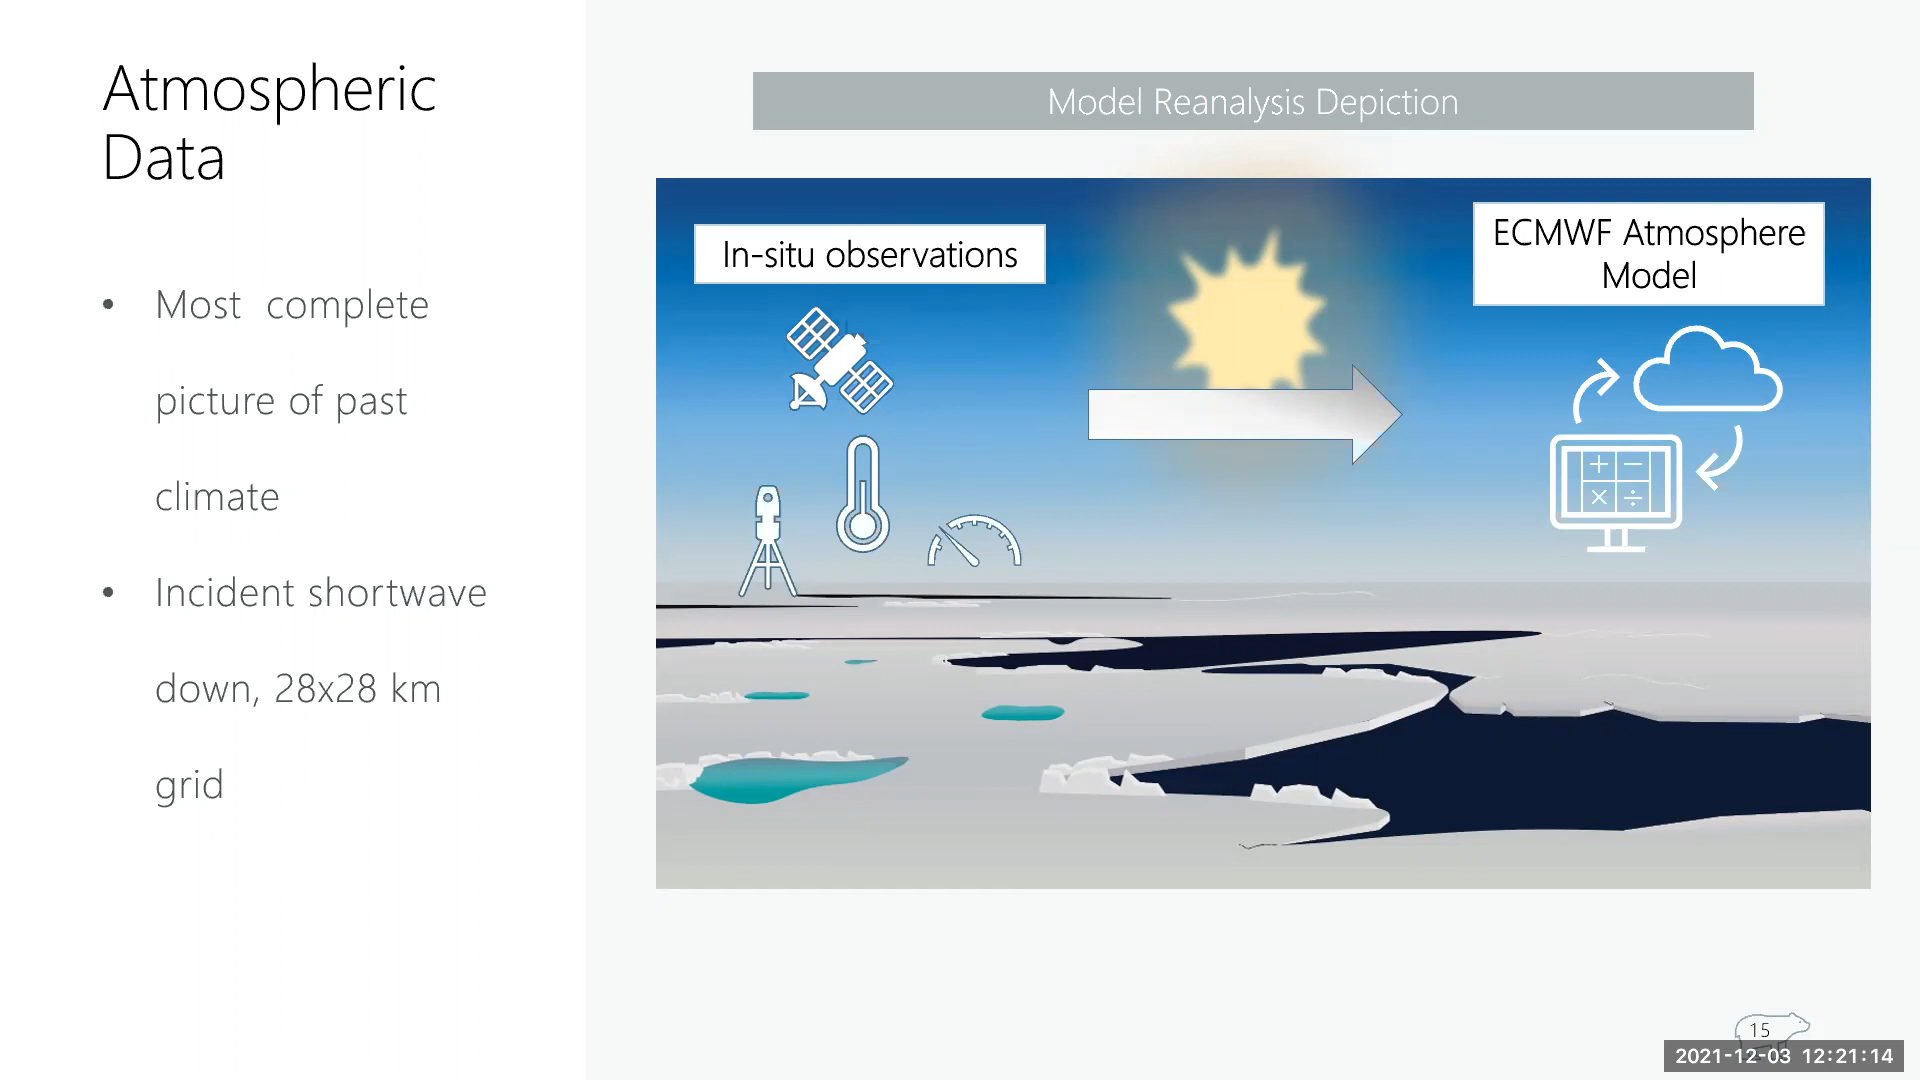 Atmospheric
Data
• Most complete
picture of past
climate
• Incident shortwave
down, 28x28 km
grid
Model Reanalysis Depiction
In-situ observations
ECMWF Atmosphere
Model
15
2021-12-03 12:21:14